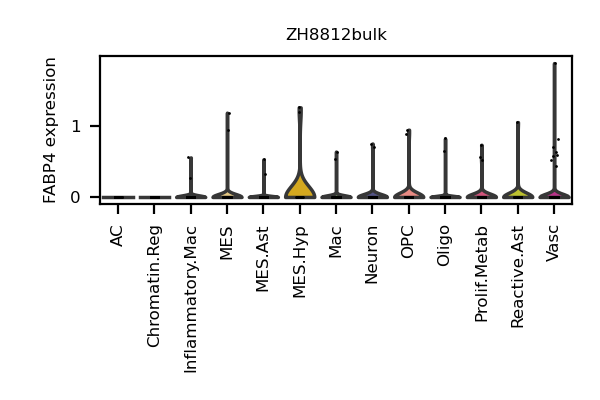 ZH8812bulk
FABP4 expression
1
0
AC
Chromatin.Reg
Inflammatory.Mac
MES
MES.Ast
MES.Hyp
Mac
Neuron
OPC
Oligo
Prolif.Metab
Reactive.Ast
Vasc